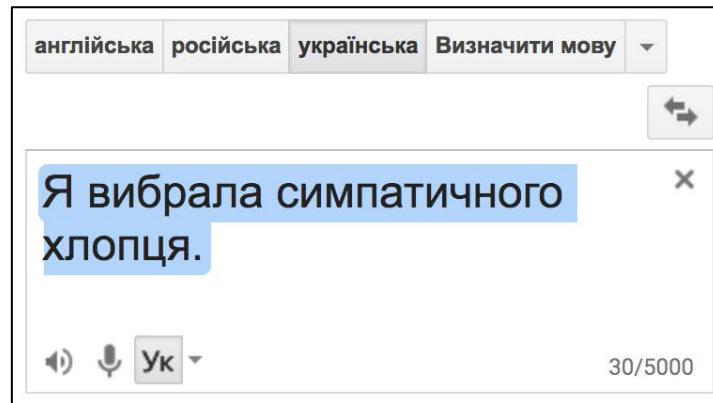 англійська російська українська Визначити мову
Я вибрала симпатичного
хлопця.
Ук
30/5000